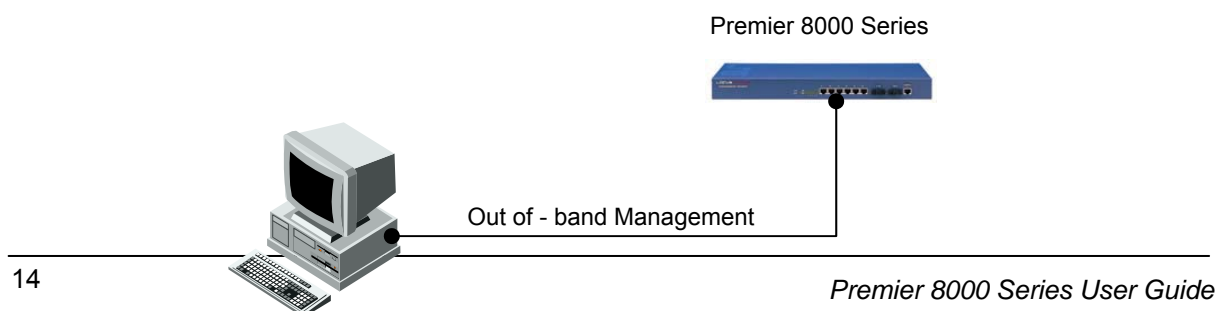 Premier 8000 Series
Out of - band Management
14
Premier 8000 Series User Guide